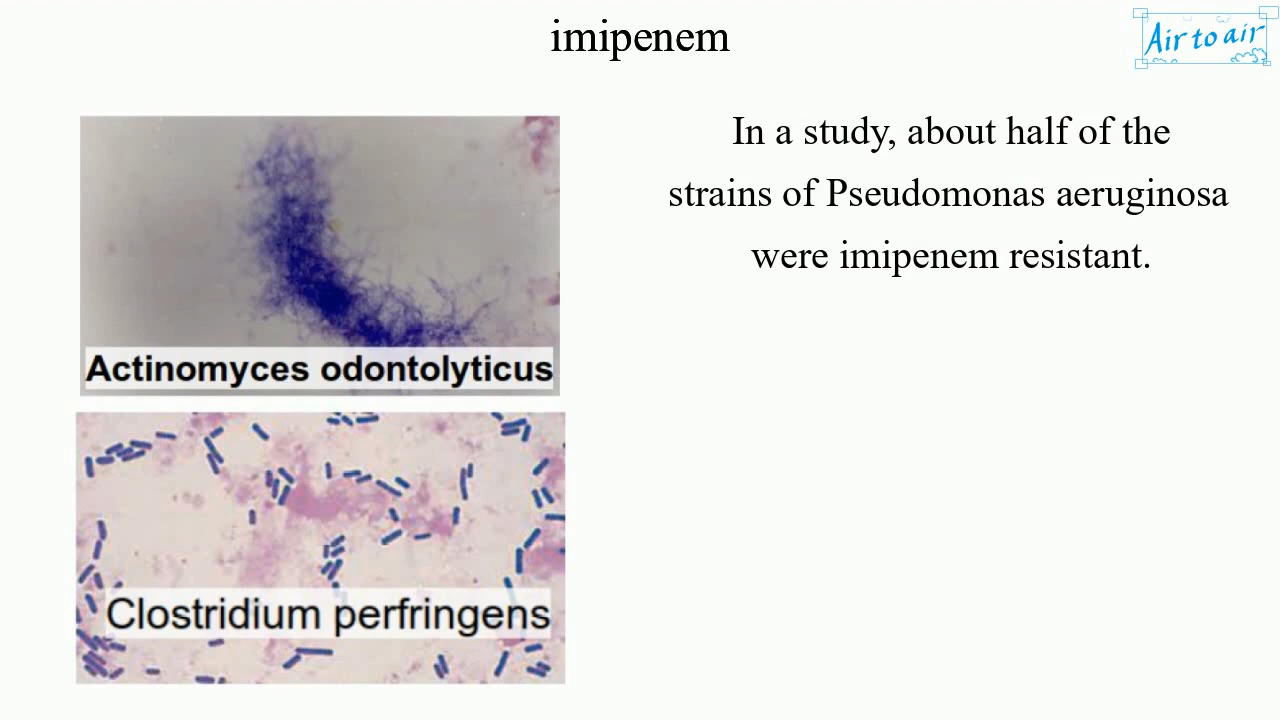 imipenem
Air to air
In a study, about half of the
strains of Pseudomonas aeruginosa
were imipenem resistant.
Actinomyces odontolyticus
Clostridium perfringens